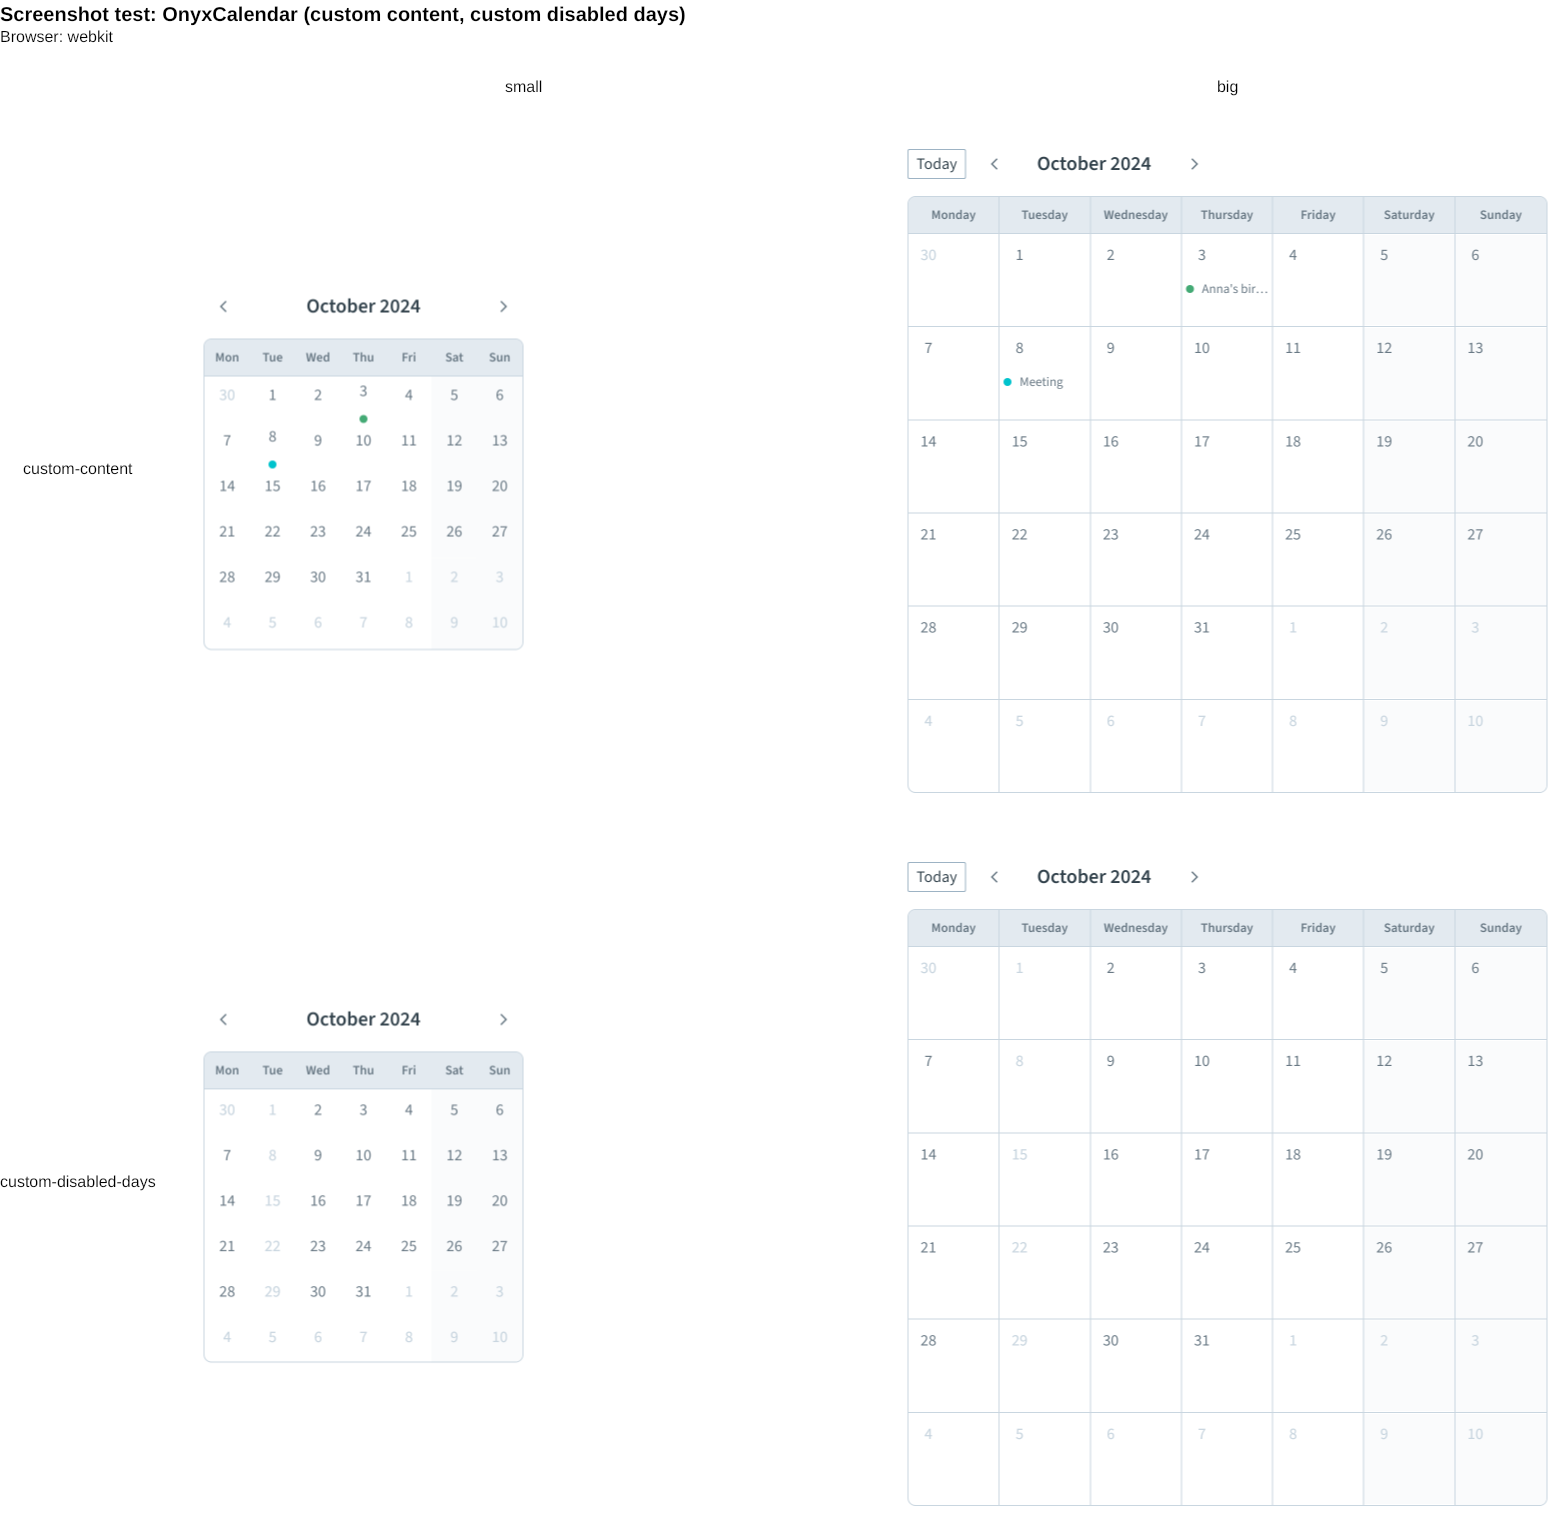 Screenshot test: OnyxCalendar (custom content, custom disabled days)
Browser: webkit
small big
custom-content
October 2024
Mon Tue Wed Thu Fri Sat Sun
30 1 2 3 4 5 6
7 8 9 10 11 12 13
14 15 16 17 18 19 20
21 22 23 24 25 26 27
28 29 30 31 1 2 3
4 5 6 7 8 9 10
Today October 2024
Monday Tuesday Wednesday Thursday Friday Saturday Sunday
30 1 2 3 4 5 6
Anna's bir...
7 8 9 10 11 12 13
Meeting
14 15 16 17 18 19 20
21 22 23 24 25 26 27
28 29 30 31 1 2 3
4 5 6 7 8 9 10
custom-disabled-days
October 2024
Mon Tue Wed Thu Fri Sat Sun
30 1 2 3 4 5 6
7 8 9 10 11 12 13
14 15 16 17 18 19 20
21 22 23 24 25 26 27
28 29 30 31 1 2 3
4 5 6 7 8 9 10
Today October 2024
Monday Tuesday Wednesday Thursday Friday Saturday Sunday
30 1 2 3 4 5 6
7 8 9 10 11 12 13
14 15 16 17 18 19 20
21 22 23 24 25 26 27
28 29 30 31 1 2 3
4 5 6 7 8 9 10